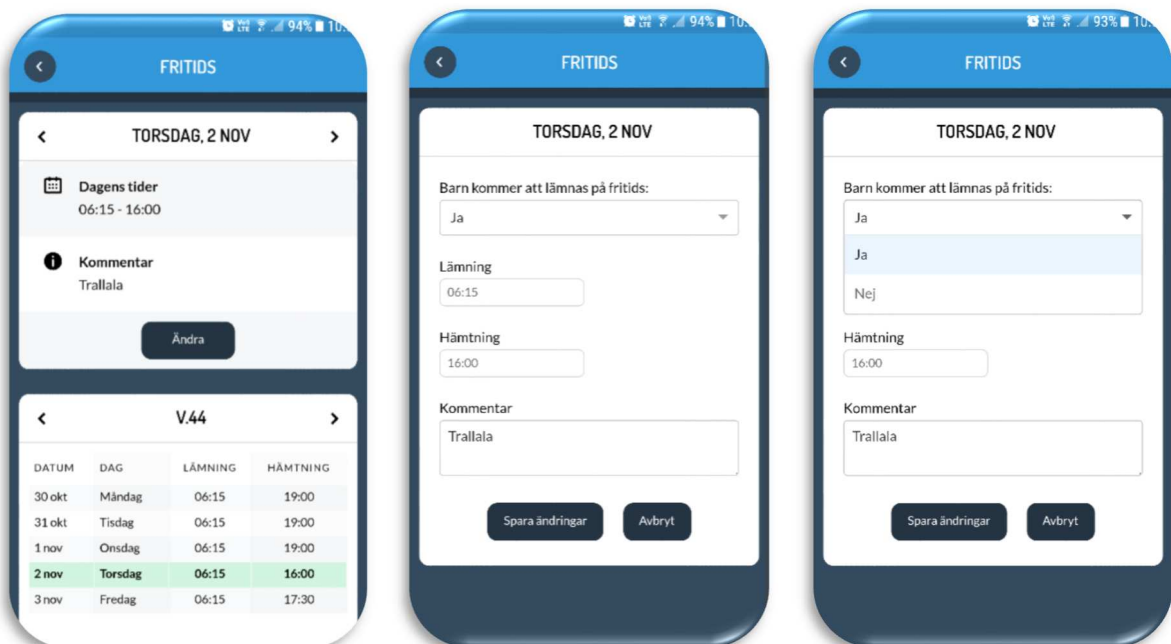 94% 10:
FRITIDS
TORSDAG, 2 NOV
Dagens tider
06:15 - 16:00
Kommentar
Trallala
Ändra
V.44
DATUM DAG LÄMNING HÄMTNING
30 okt Måndag 06:15 19:00
31 okt Tisdag 06:15 19:00
1 nov Onsdag 06:15 19:00
2 nov Torsdag 06:15 16:00
3 nov Fredag 06:15 17:30
94% 10:
FRITIDS
TORSDAG, 2 NOV
Barn kommer att lämnas på fritids:
Ja
Lämning
06:15
Hämtning
16:00
Kommentar
Trallala
Spara ändringar Avbryt
93% 10:
FRITIDS
TORSDAG, 2 NOV
Barn kommer att lämnas på fritids:
Ja
Ja
Nej
Hämtning
16:00
Kommentar
Trallala
Spara ändringar Avbryt